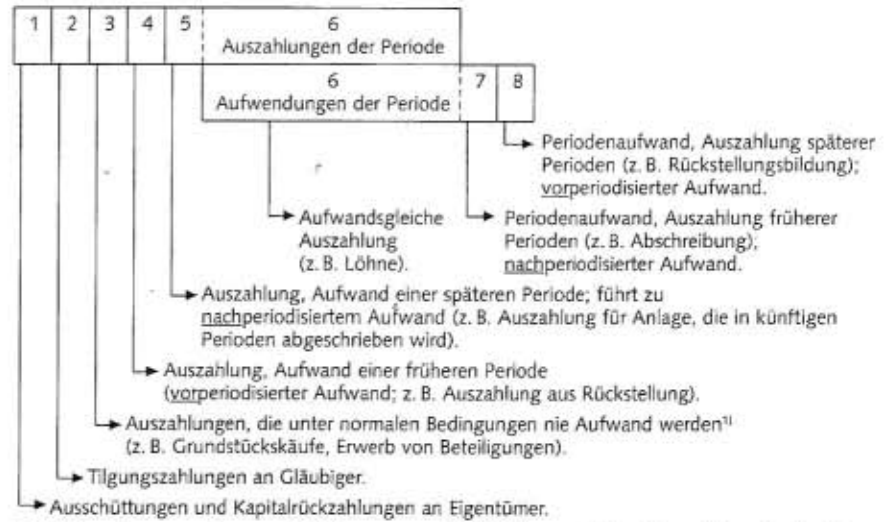 1 2 3 4 5 6
Auszahlungen der Periode
6 7 8
Aufwendungen der Periode
Periodenaufwand, Auszahlung späterer
Perioden (z. B. Rückstellungsbildung);
vorperiodisierter Aufwand.
Aufwandsgleiche
Auszahlung
(z. B. Löhne).
Periodenaufwand, Auszahlung früherer
Perioden (z. B. Abschreibung);
nachperiodisierter Aufwand.
Auszahlung, Aufwand einer späteren Periode; führt zu
nachperiodisiertem Aufwand (z. B. Auszahlung für Anlage, die in künftigen
Perioden abgeschrieben wird).
Auszahlung, Aufwand einer früheren Periode
(vorperiodisierter Aufwand; z. B. Auszahlung aus Rückstellung).
Auszahlungen, die unter normalen Bedingungen nie Aufwand werden¹⁾
(z. B. Grundstückskäufe, Erwerb von Beteiligungen).
Tilgungszahlungen an Gläubiger.
Ausschüttungen und Kapitalrückzahlungen an Eigentümer.